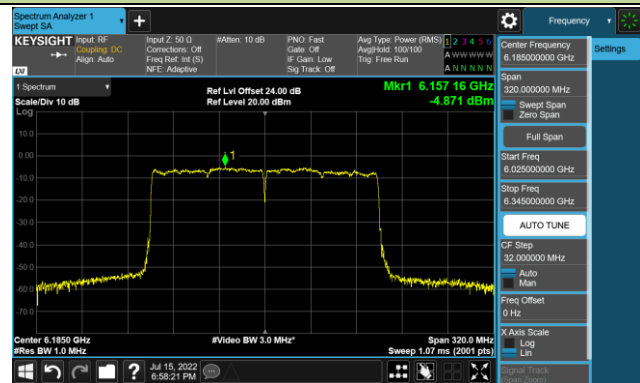 Spectrum Analyzer 1
Swept SA
+
Frequency
KEYSIGHT
Input: RF
Coupling: DC
Align: Auto
Input Z: 50 Ω
Corrections: Off
Freq Ref: Int (S)
NFE: Adaptive
#Atten: 10 dB
PNO: Fast
Gate: Off
IF Gain: Low
Sig Track: Off
Avg Type: Power (RMS)
Avg|Hold: 100/100
Trig: Free Run
1 2 3 4 5 6
A W W W W W
A N N N N N
LXI
1 Spectrum
Scale/Div 10 dB
Log
Ref Lvl Offset 24.00 dB
Ref Level 20.00 dBm
Mkr1 6.157 16 GHz
-4.871 dBm
10.0
0.00
-10.0
-20.0
-30.0
-40.0
-50.0
-60.0
-70.0
1
Center 6.1850 GHz
#Res BW 1.0 MHz
#Video BW 3.0 MHz*
Span 320.0 MHz
Sweep 1.07 ms (2001 pts)
Center Frequency
6.185000000 GHz
Settings
Span
320.000000 MHz
Swept Span
Zero Span
Full Span
Start Freq
6.025000000 GHz
Stop Freq
6.345000000 GHz
AUTO TUNE
CF Step
32.000000 MHz
Auto
Man
Freq Offset
0 Hz
X Axis Scale
Log
Lin
Signal Track
(Span Zoom)
?
Jul 15, 2022
6:58:21 PM